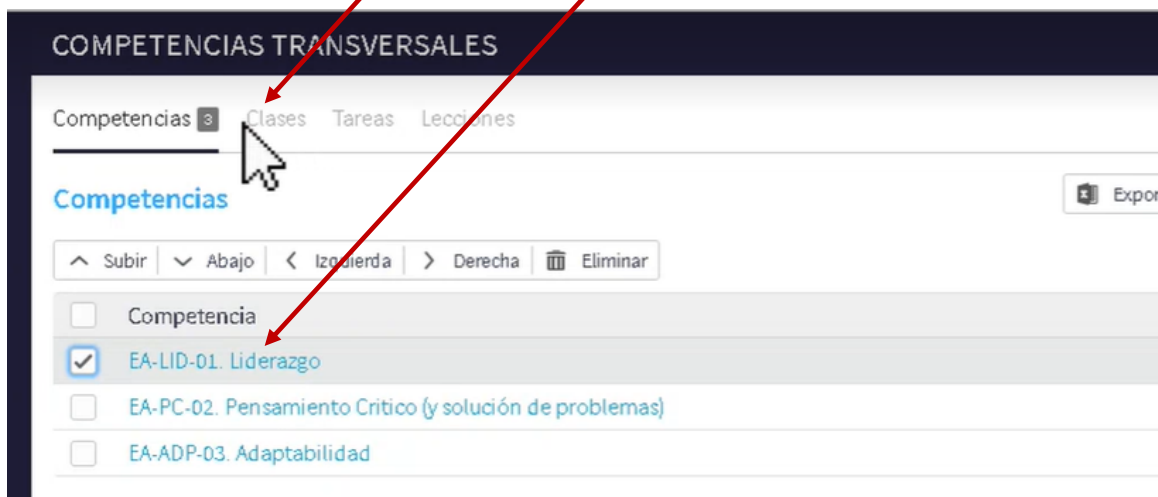 COMPETENCIAS TRANSVERSALES
Competencias 3 Clases Tareas Lecciones
Competencias
Expor
Subir Abajo Izquierda Derecha Eliminar
Competencia
EA-LID-01. Liderazgo
EA-PC-02. Pensamiento Critico (y solución de problemas)
EA-ADP-03. Adaptabilidad